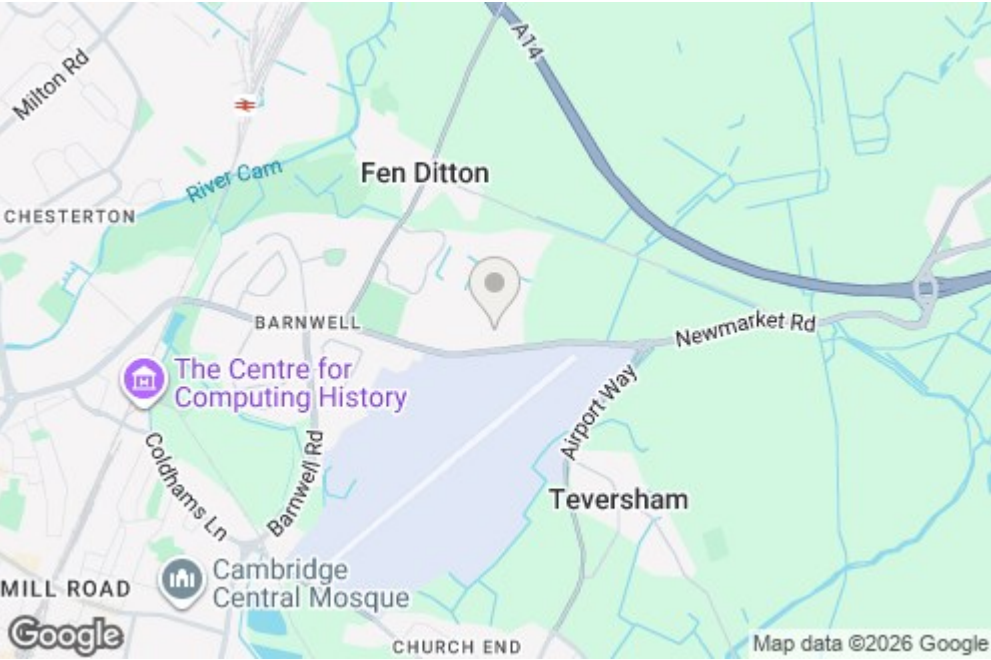 A14
Milton Rd
Fen Ditton
River Cam
CHESTERTON
BARNWELL
Newmarket Rd
The Centre for
Computing History
Airport Way
Coldhams Ln
Barnwell Rd
Teversham
Cambridge
Central Mosque
MILL ROAD
CHURCH END
Google
Map data ©2026 Google